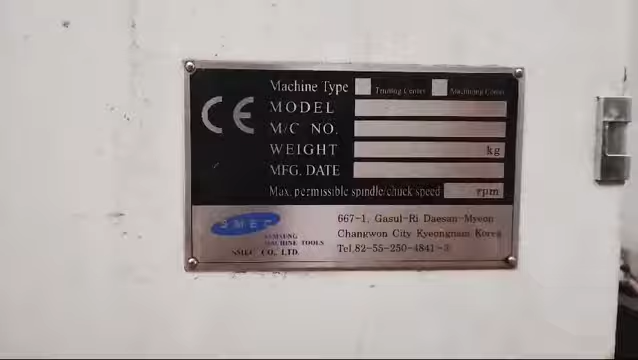 CE
Machine Type Turning Center Machining Center
MODEL
M/C NO.
WEIGHT kg
MFG. DATE
Max. permissible spindle/chuck speed rpm
SMEC
SAMSUNG
MACHINE TOOLS
SMEC CO., LTD.
667-1, Gasul-Ri Daesan-Myeon
Changwon City Kyeongnam Korea
Tel.82-55-250-4841~3